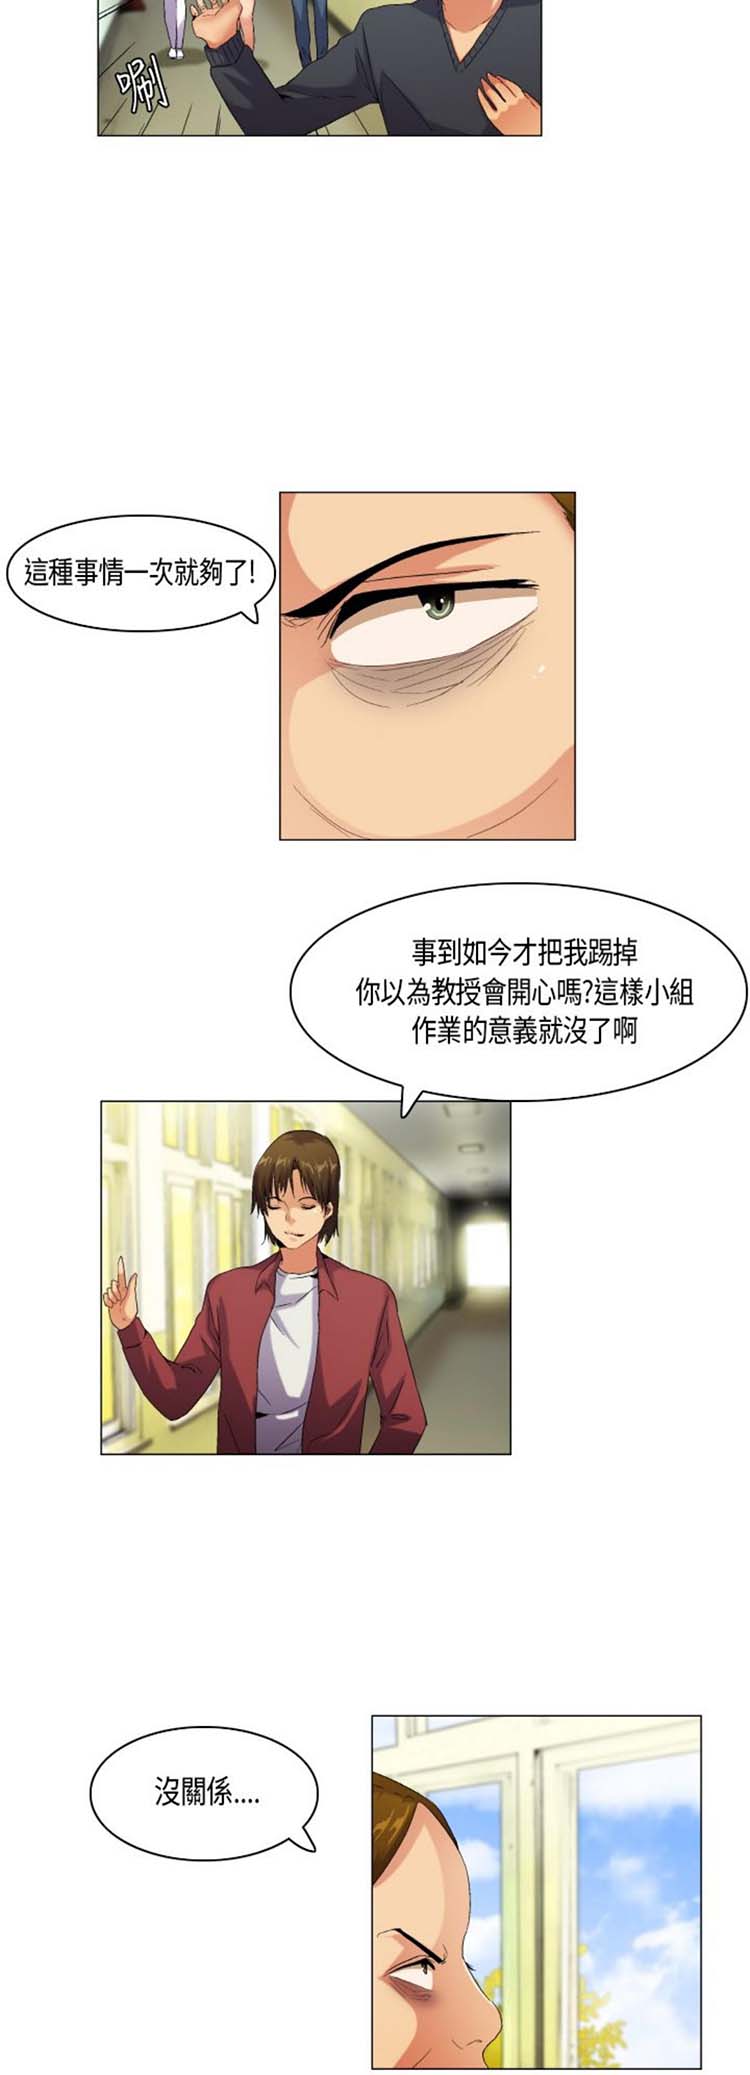 唰
這種事情一次就夠了!
事到如今才把我踢掉
你以為教授會開心嗎?這樣小組
作業的意義就沒了啊
沒關係....